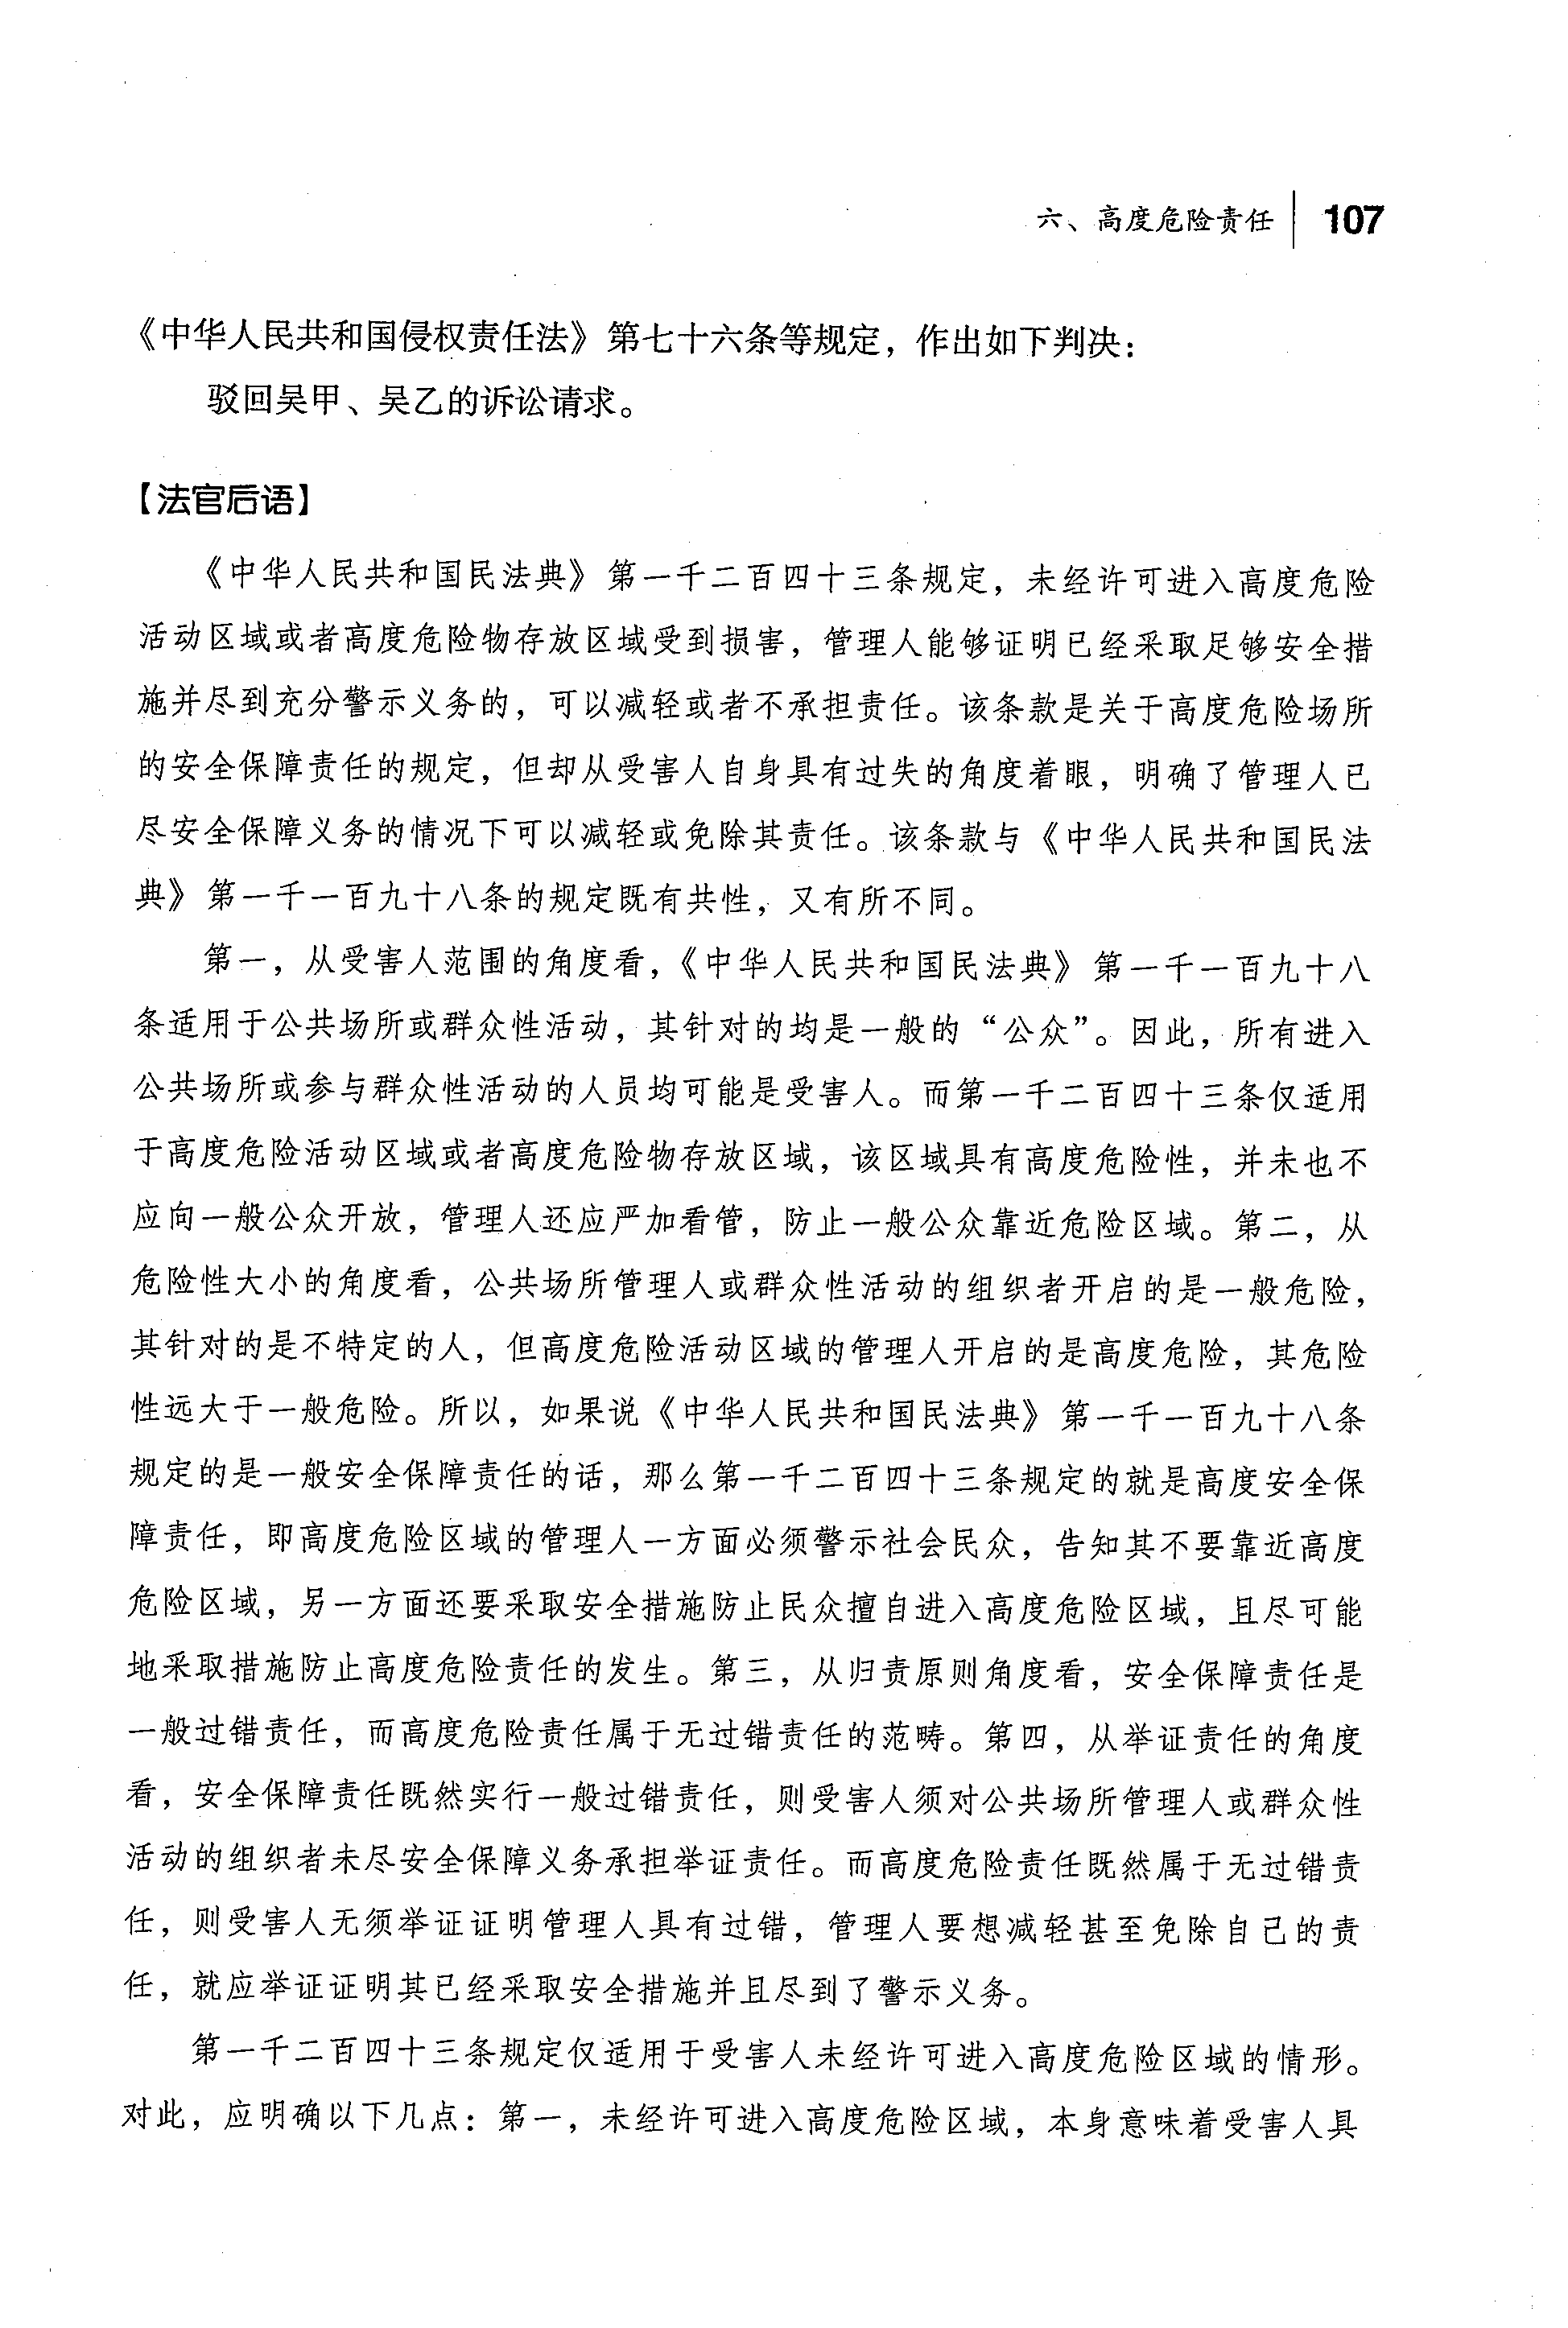 六、高度危险责任 107
《中华人民共和国侵权责任法》第七十六条等规定，作出如下判决：
驳回吴甲、吴乙的诉讼请求。
【法官后语】
《中华人民共和国民法典》第一千二百四十三条规定，未经许可进入高度危险
活动区域或者高度危险物存放区域受到损害，管理人能够证明已经采取足够安全措
施并尽到充分警示义务的，可以减轻或者不承担责任。该条款是关于高度危险场所
的安全保障责任的规定，但却从受害人自身具有过失的角度着眼，明确了管理人已
尽安全保障义务的情况下可以减轻或免除其责任。该条款与《中华人民共和国民法
典》第一千一百九十八条的规定既有共性，又有所不同。
第一，从受害人范围的角度看，《中华人民共和国民法典》第一千一百九十八
条适用于公共场所或群众性活动，其针对的均是一般的“公众”。因此，所有进入
公共场所或参与群众性活动的人员均可能是受害人。而第一千二百四十三条仅适用
于高度危险活动区域或者高度危险物存放区域，该区域具有高度危险性，并未也不
应向一般公众开放，管理人还应严加看管，防止一般公众靠近危险区域。第二，从
危险性大小的角度看，公共场所管理人或群众性活动的组织者开启的是一般危险，
其针对的是不特定的人，但高度危险活动区域的管理人开启的是高度危险，其危险
性远大于一般危险。所以，如果说《中华人民共和国民法典》第一千一百九十八条
规定的是一般安全保障责任的话，那么第一千二百四十三条规定的就是高度安全保
障责任，即高度危险区域的管理人一方面必须警示社会民众，告知其不要靠近高度
危险区域，另一方面还要采取安全措施防止民众擅自进入高度危险区域，且尽可能
地采取措施防止高度危险责任的发生。第三，从归责原则角度看，安全保障责任是
一般过错责任，而高度危险责任属于无过错责任的范畴。第四，从举证责任的角度
看，安全保障责任既然实行一般过错责任，则受害人须对公共场所管理人或群众性
活动的组织者未尽安全保障义务承担举证责任。而高度危险责任既然属于无过错责
任，则受害人无须举证证明管理人具有过错，管理人要想减轻甚至免除自己的责
任，就应举证证明其已经采取安全措施并且尽到了警示义务。
第一千二百四十三条规定仅适用于受害人未经许可进入高度危险区域的情形。
对此，应明确以下几点：第一，未经许可进入高度危险区域，本身意味着受害人具